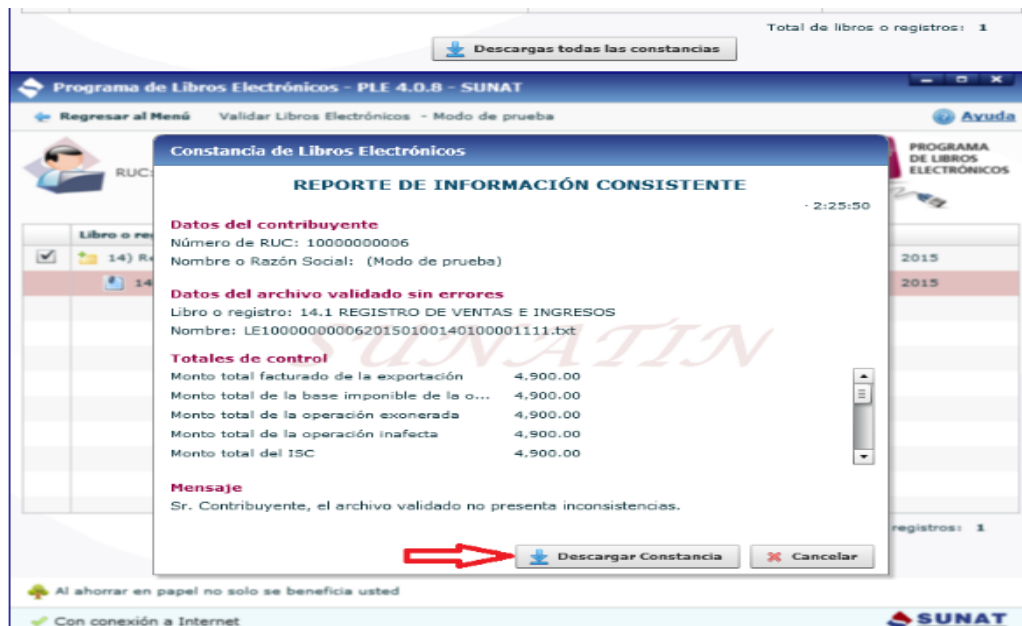 Total de libros o registros: 1
Descargas todas las constancias
Programa de Libros Electrónicos - PLE 4.0.8 - SUNAT
Regresar al Menú Validar Libros Electrónicos - Modo de prueba Ayuda
Constancia de Libros Electrónicos
PROGRAMA
DE LIBROS
ELECTRÓNICOS
RUC:
REPORTE DE INFORMACIÓN CONSISTENTE
- 2:25:50
Datos del contribuyente
Número de RUC: 10000000006
Nombre o Razón Social: (Modo de prueba)
Libro o re
14) R 2015
14 2015
Datos del archivo validado sin errores
Libro o registro: 14.1 REGISTRO DE VENTAS E INGRESOS
Nombre: LE1000000000620150100140100001111.txt
SUNATIN
Totales de control
Monto total facturado de la exportación 4,900.00
Monto total de la base imponible de la o... 4,900.00
Monto total de la operación exonerada 4,900.00
Monto total de la operación inafecta 4,900.00
Monto total del ISC 4,900.00
Mensaje
Sr. Contribuyente, el archivo validado no presenta inconsistencias.
registros: 1
Descargar Constancia Cancelar
Al ahorrar en papel no solo se beneficia usted
Con conexión a Internet SUNAT